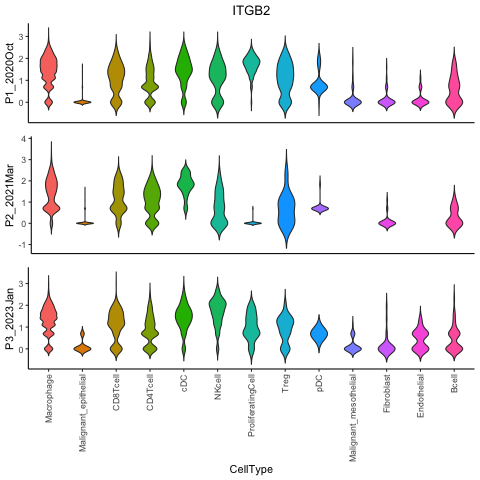 ITGB2
P1_2020Oct
3
2
1
0
P2_2021Mar
4
3
2
1
0
-1
P3_2023Jan
3
2
1
0
Macrophage
Malignant_epithelial
CD8Tcell
CD4Tcell
cDC
NKcell
ProliferatingCell
Treg
pDC
Malignant_mesothelial
Fibroblast
Endothelial
Bcell
CellType